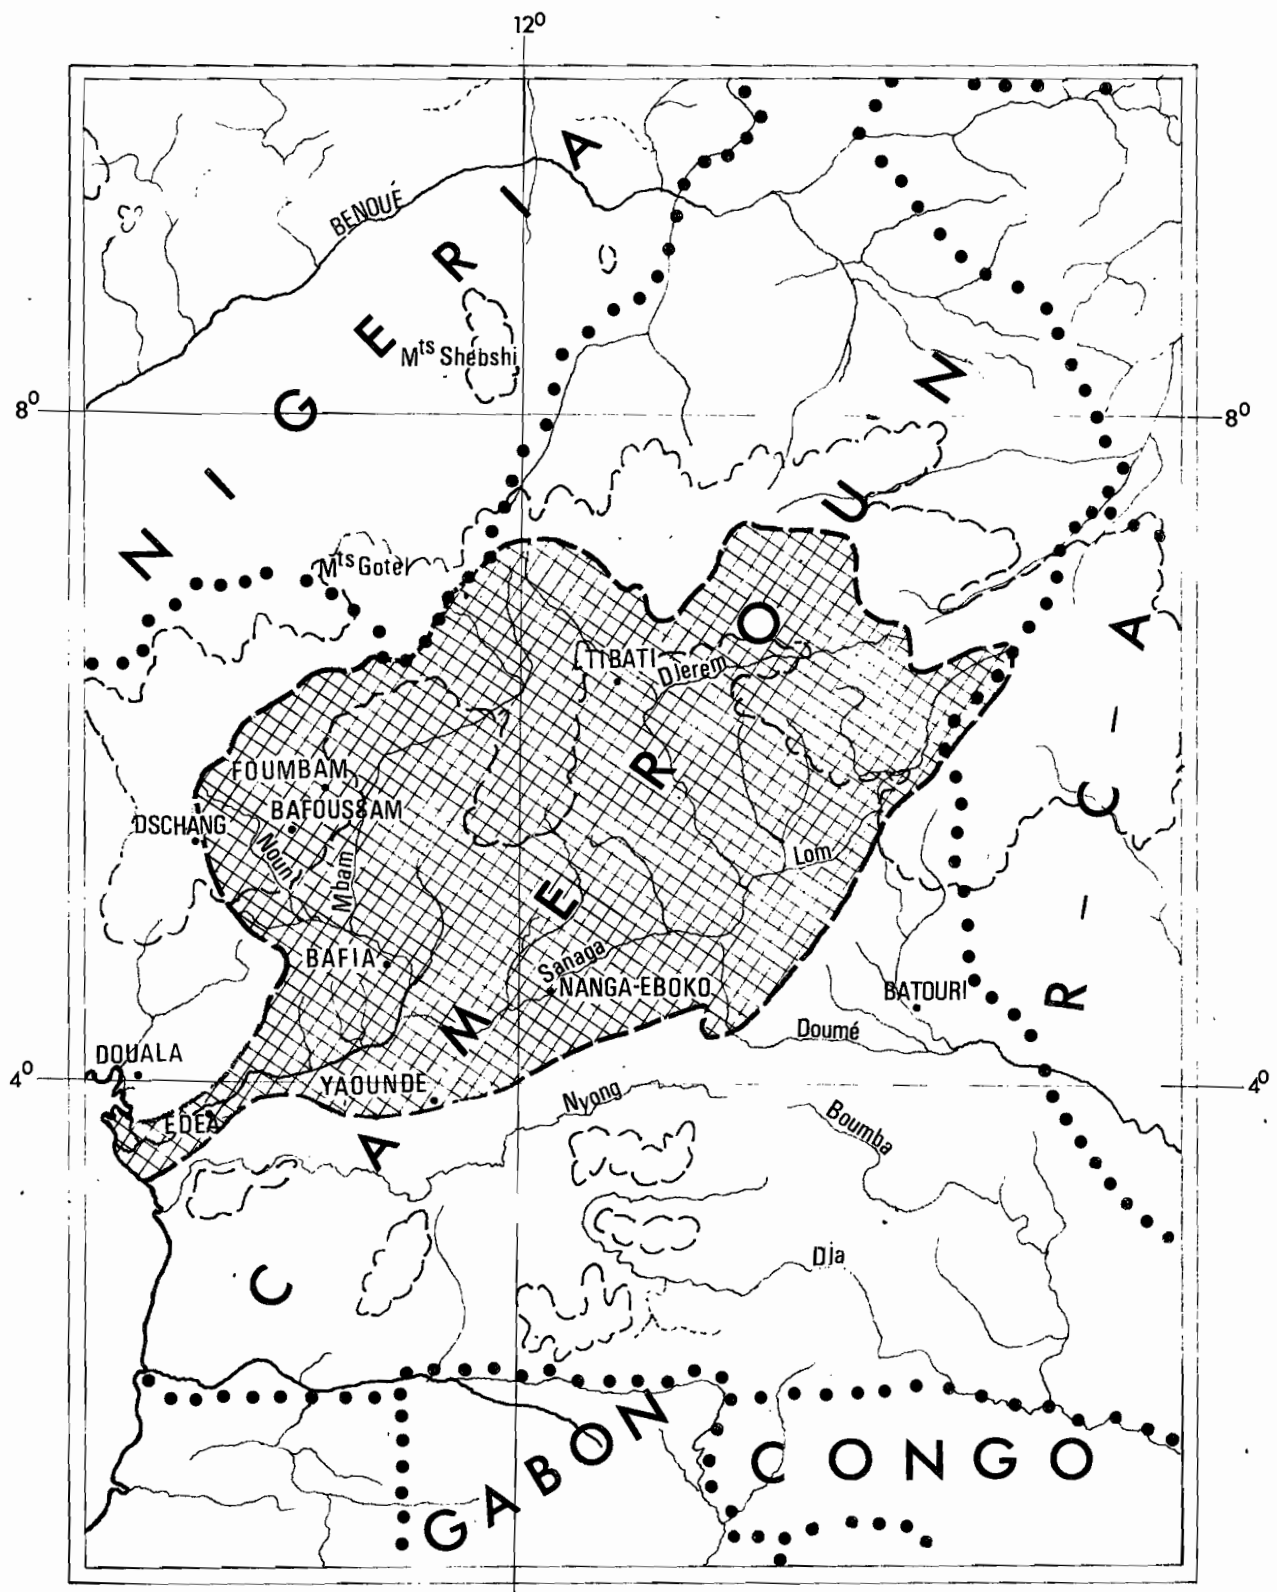 12°
NIGERIA
BENOUÉ
Mts Shebshi
8°
8°
Mts Gotel
CAMEROUN
TIBATI
Djerem
R-C-A
FOUMBAM
BAFOUSSAM
DSCHANG
Noun
Mbam
Lom
BAFIA
Sanaga
NANGA-EBOKO
BATOURI
Doumé
DOUALA
4°
4°
YAOUNDE
EDEA
Nyong
Boumba
Dja
GABON
CONGO